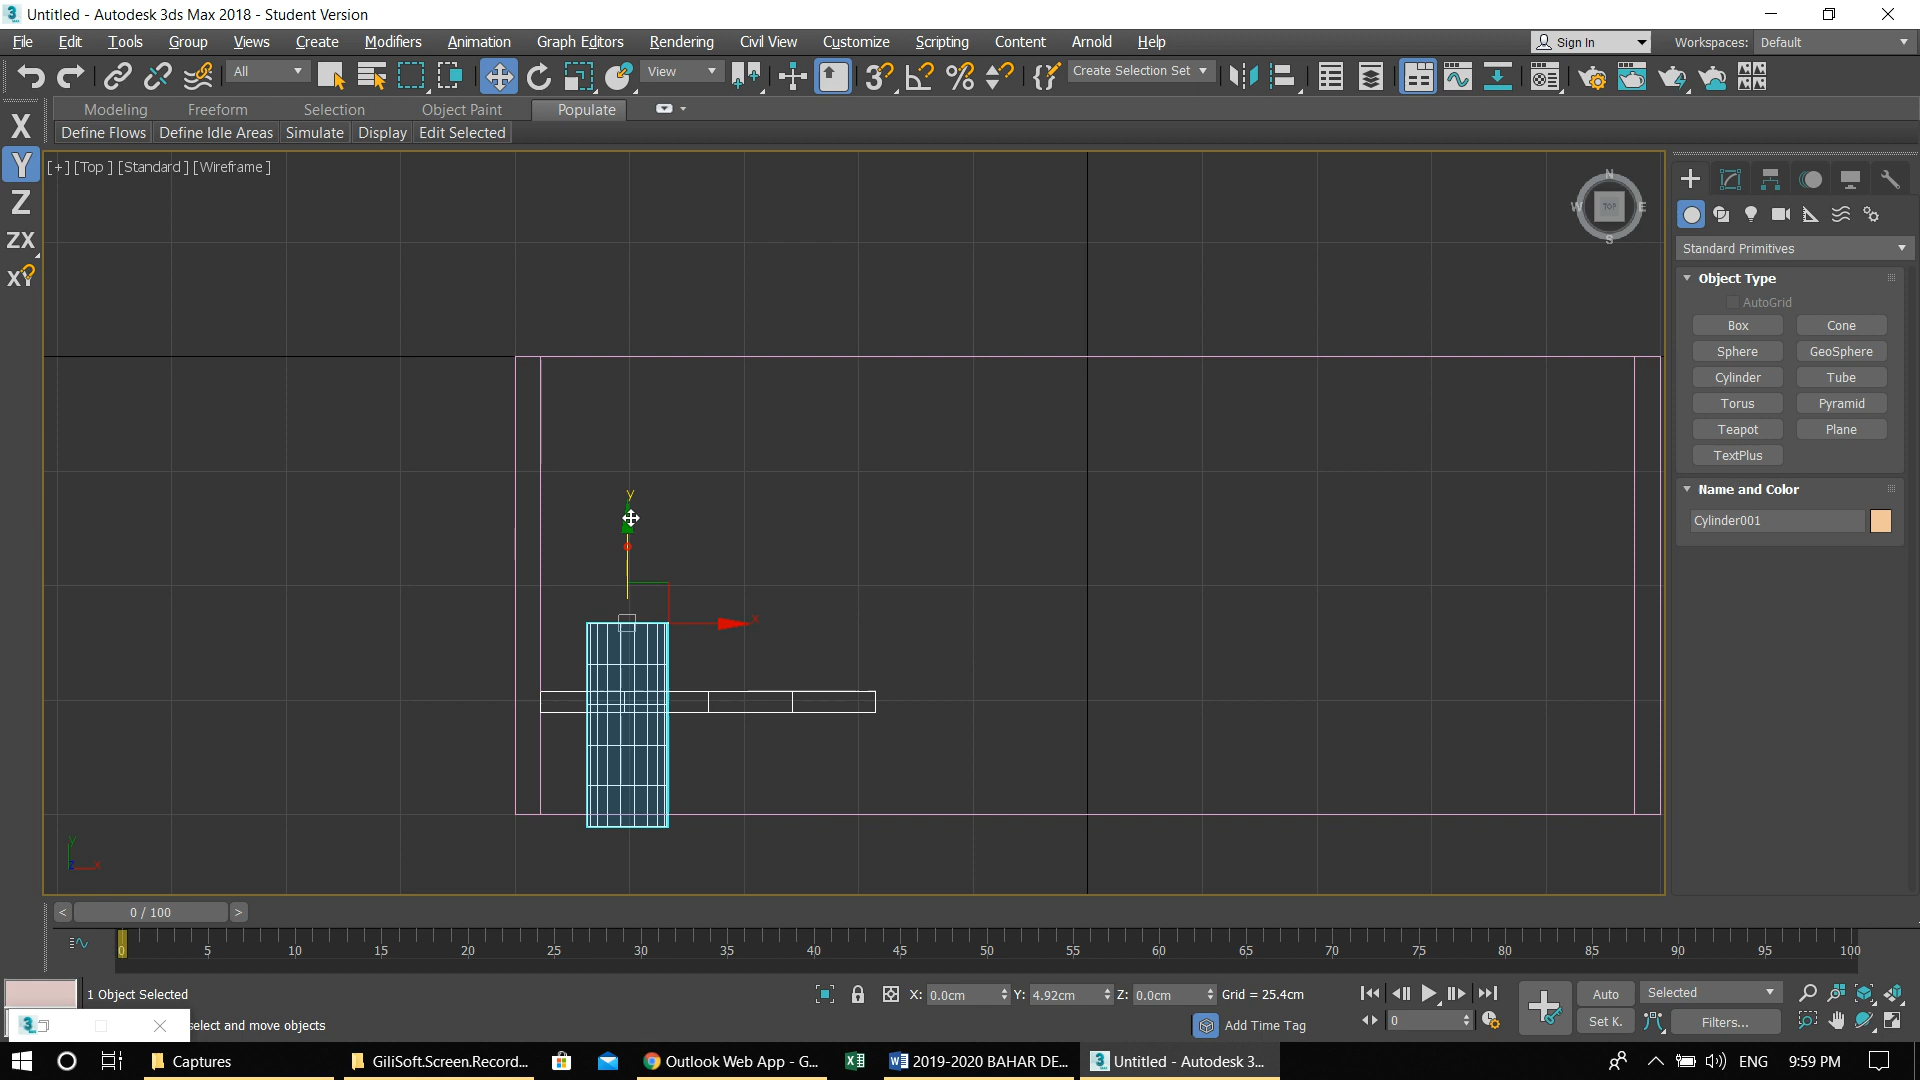 Untitled - Autodesk 3ds Max 2018 - Student Version
File Edit Tools Group Views Create Modifiers Animation Graph Editors Rendering Civil View Customize Scripting Content Arnold Help
Sign In Workspaces: Default
All View Create Selection Set
Modeling Freeform Selection Object Paint Populate
Define Flows Define Idle Areas Simulate Display Edit Selected
X
Y
Z
ZX
XY
[+] [Top ] [Standard ] [Wireframe ]
N
W TOP E
S
y
x
y
z x
Standard Primitives
Object Type
AutoGrid
Box Cone
Sphere GeoSphere
Cylinder Tube
Torus Pyramid
Teapot Plane
TextPlus
Name and Color
Cylinder001
< 0 / 100 >
0 5 10 15 20 25 30 35 40 45 50 55 60 65 70 75 80 85 90 95 100
1 Object Selected X: 0.0cm Y: 4.92cm Z: 0.0cm Grid = 25.4cm Auto Selected
select and move objects Add Time Tag 0 Set K. Filters...
Captures GiliSoft.Screen.Record... Outlook Web App - G... 2019-2020 BAHAR DE... Untitled - Autodesk 3... ENG 9:59 PM